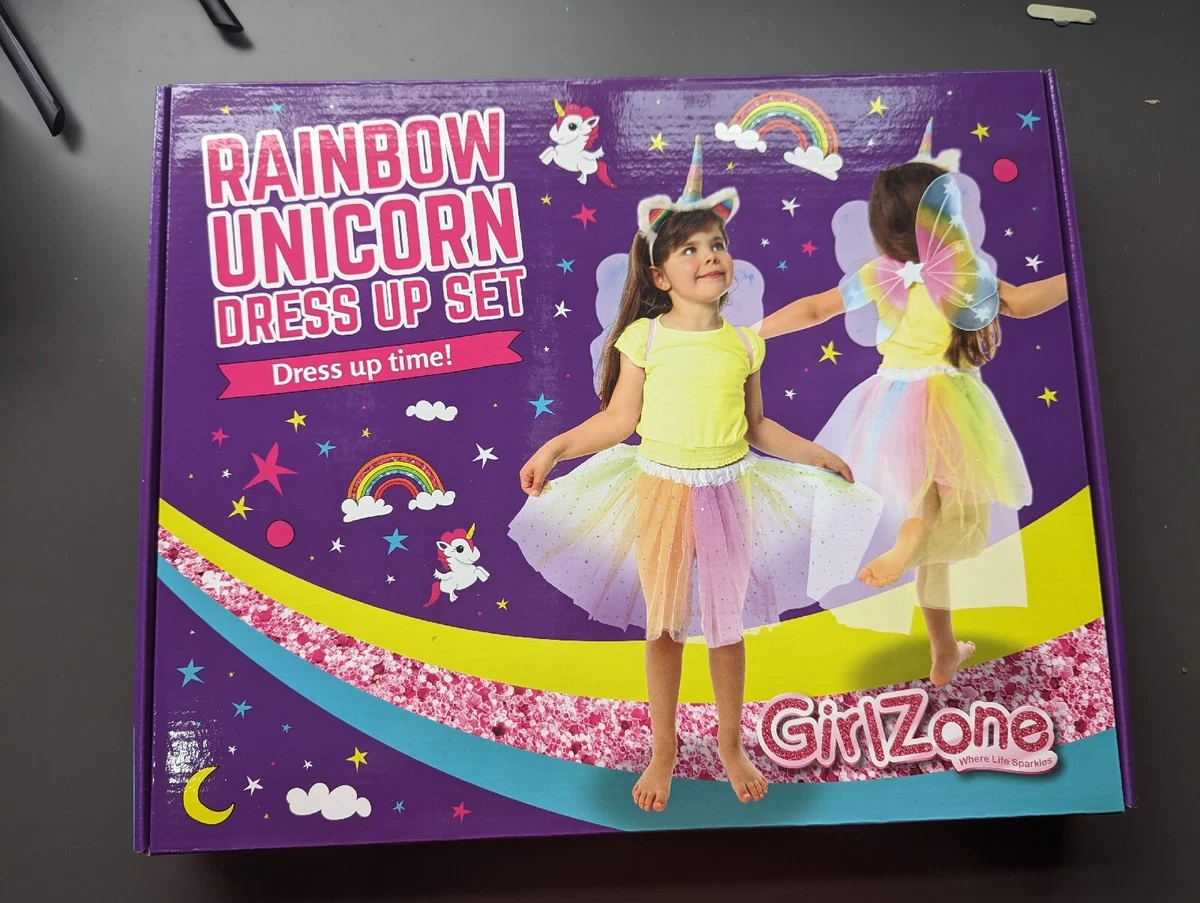 RAINBOW
UNICORN
DRESS UP SET
Dress up time!
GirlZone
Where Life Sparkles